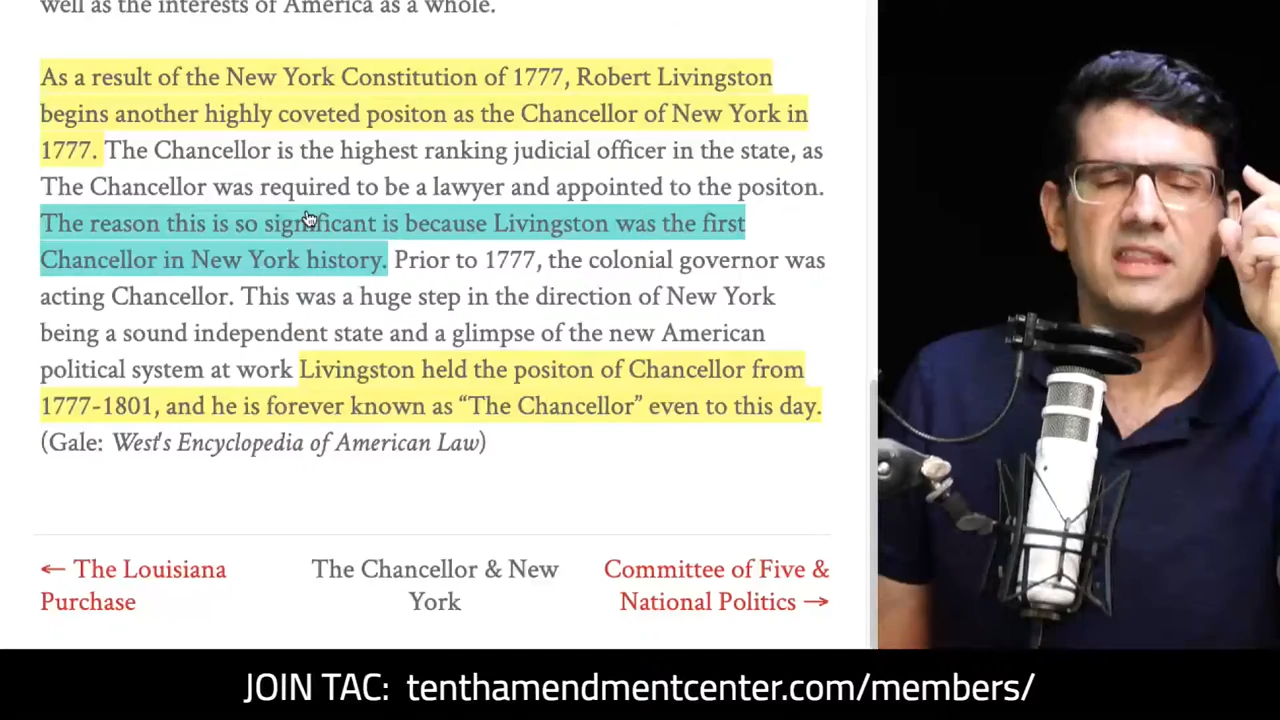 well as the interests of America as a whole.
As a result of the New York Constitution of 1777, Robert Livingston
begins another highly coveted positon as the Chancellor of New York in
1777. The Chancellor is the highest ranking judicial officer in the state, as
The Chancellor was required to be a lawyer and appointed to the positon.
The reason this is so significant is because Livingston was the first
Chancellor in New York history. Prior to 1777, the colonial governor was
acting Chancellor. This was a huge step in the direction of New York
being a sound independent state and a glimpse of the new American
political system at work Livingston held the positon of Chancellor from
1777-1801, and he is forever known as “The Chancellor” even to this day.
(Gale: West's Encyclopedia of American Law)
← The Louisiana
Purchase
The Chancellor & New
York
Committee of Five &
National Politics →
JOIN TAC: tenthamendmentcenter.com/members/